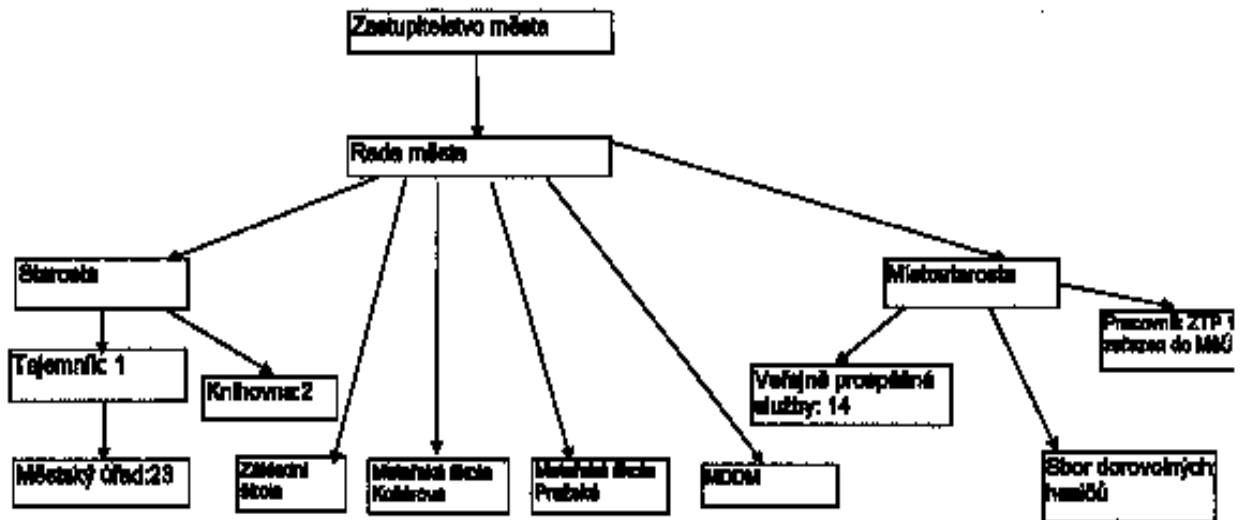 Zastupitelstvo města
Rada města
Starosta
Místostarosta
Pracovník ZTP 1
zařazen do MěÚ
Tajemník: 1
Knihovna:2
Veřejně prospěšné
služby: 14
Městský úřad:23
Základní
škola
Mateřská škola
Kollárova
Mateřská škola
Pražská
MDDM
Sbor dorovolných
hasičů